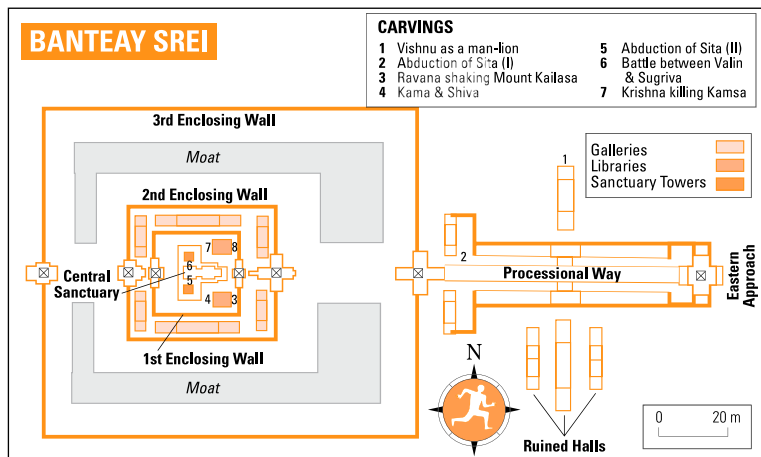 BANTEAY SREI
CARVINGS
1 Vishnu as a man-lion
2 Abduction of Sita (I)
3 Ravana shaking Mount Kailasa
4 Kama & Shiva
5 Abduction of Sita (II)
6 Battle between Valin
& Sugriva
7 Krishna killing Kamsa
Galleries
Libraries
Sanctuary Towers
3rd Enclosing Wall
Moat
2nd Enclosing Wall
1
7
8
6
5
4
3
2
Central
Sanctuary
Processional Way
Eastern
Approach
1st Enclosing Wall
Moat
N
Ruined Halls
0 20 m